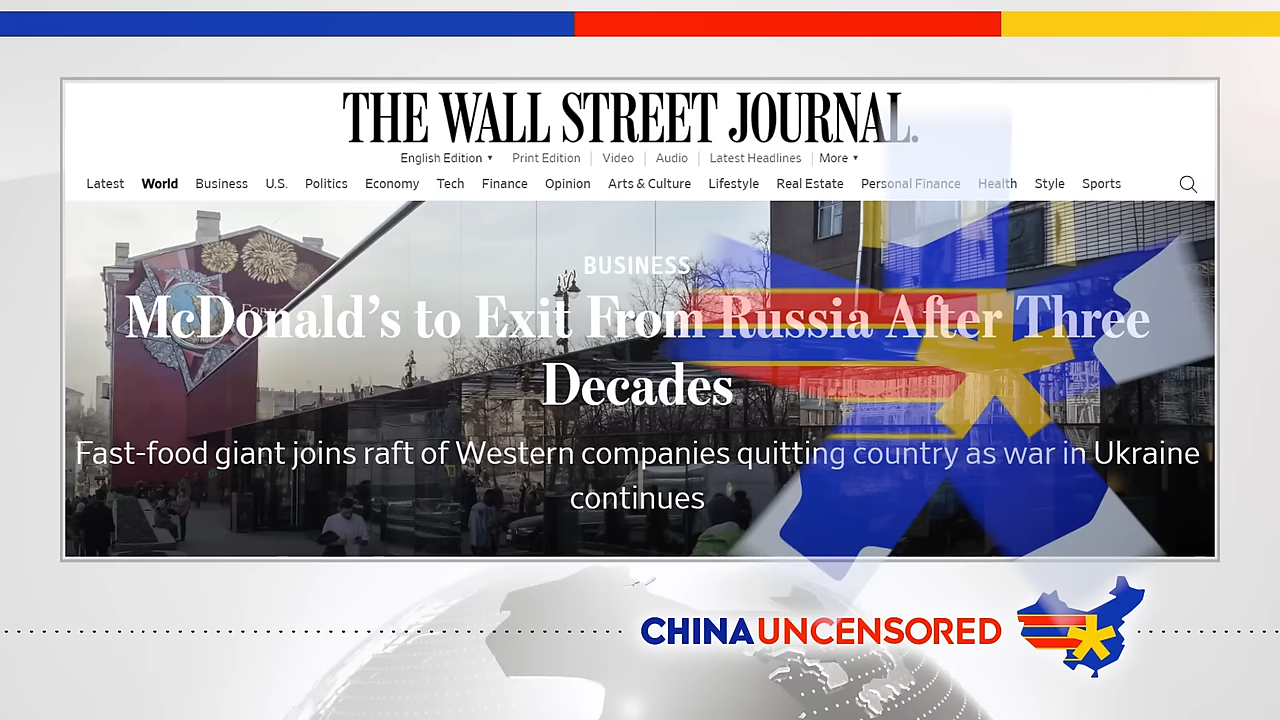 THE WALL STREET JOURNAL.
English Edition ▼ Print Edition Video Audio Latest Headlines More ▼
Latest World Business U.S. Politics Economy Tech Finance Opinion Arts & Culture Lifestyle Real Estate Personal Finance Health Style Sports
BUSINESS
McDonald's to Exit From Russia After Three
Decades
Fast-food giant joins raft of Western companies quitting country as war in Ukraine
continues
CHINA UNCENSORED